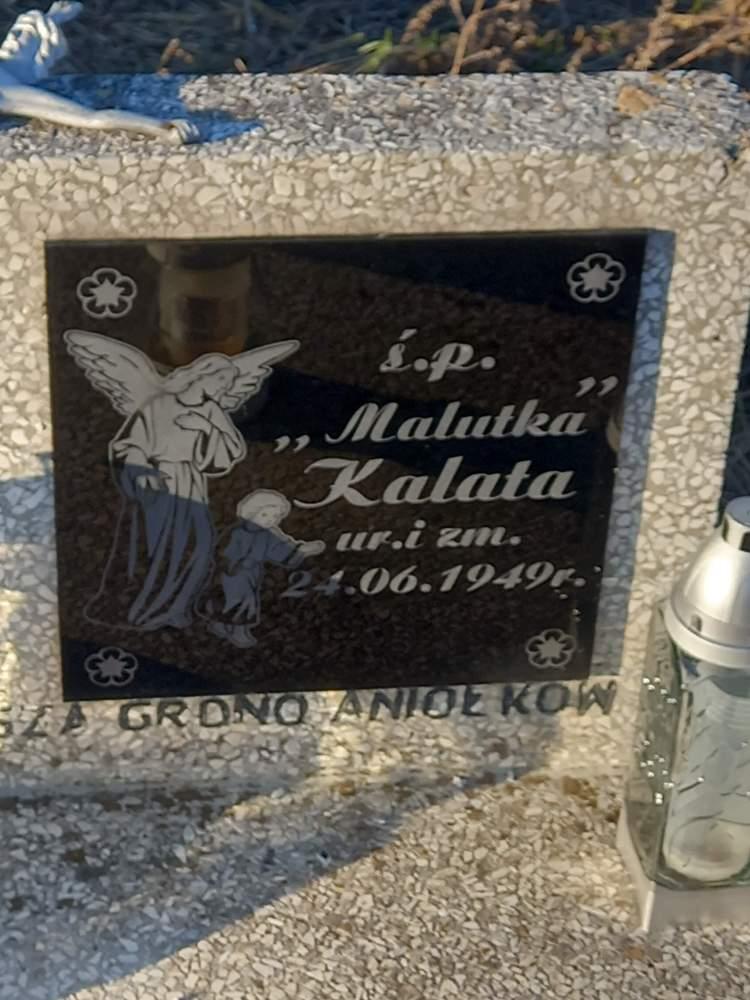 ś.p.
„Malutka”
Kalata
ur.i zm.
24.06.1949r.
GRONO ANIOŁKÓW